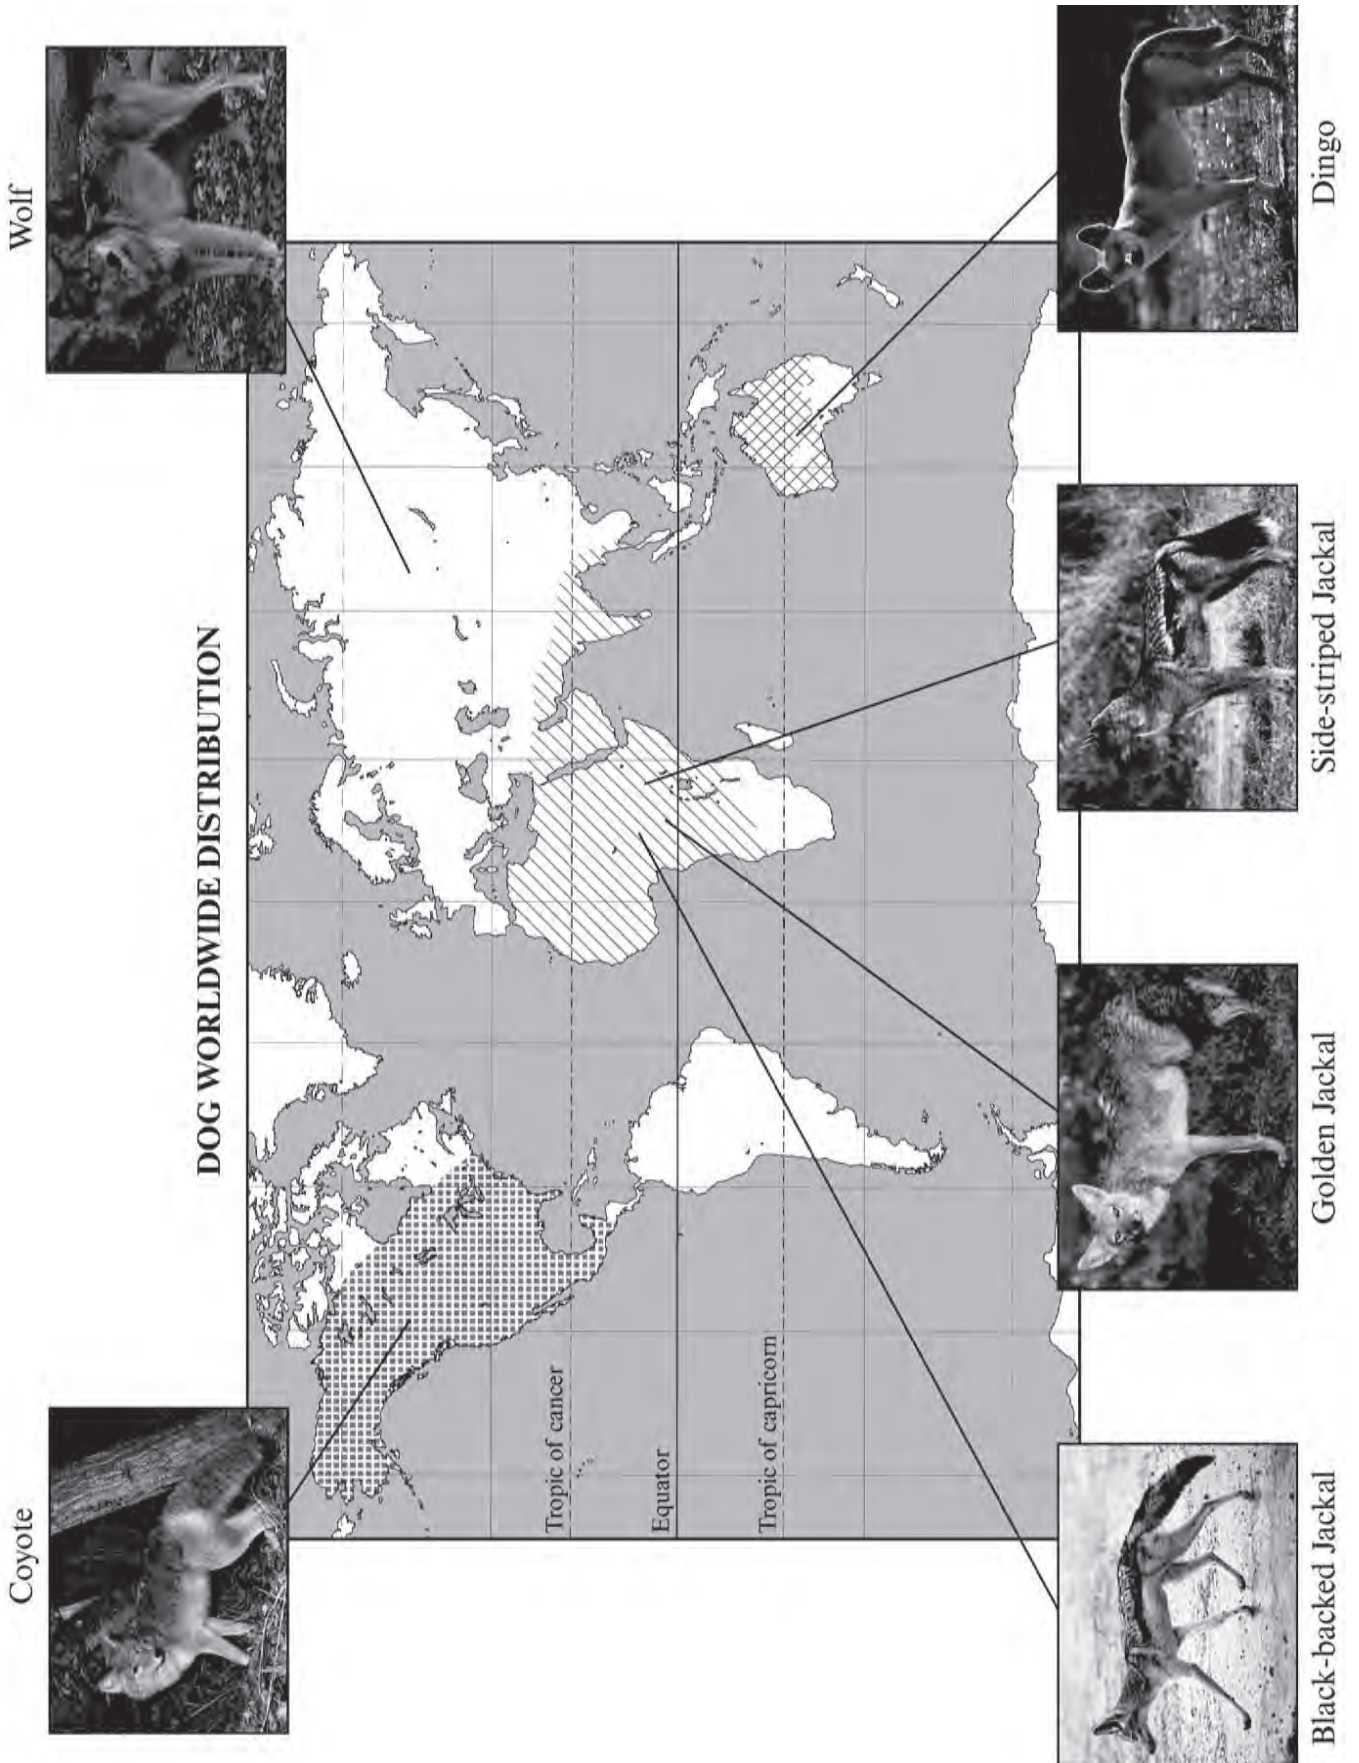 DOG WORLDWIDE DISTRIBUTION
Coyote
Wolf
Tropic of cancer
Equator
Tropic of capricorn
Black-backed Jackal
Golden Jackal
Side-striped Jackal
Dingo